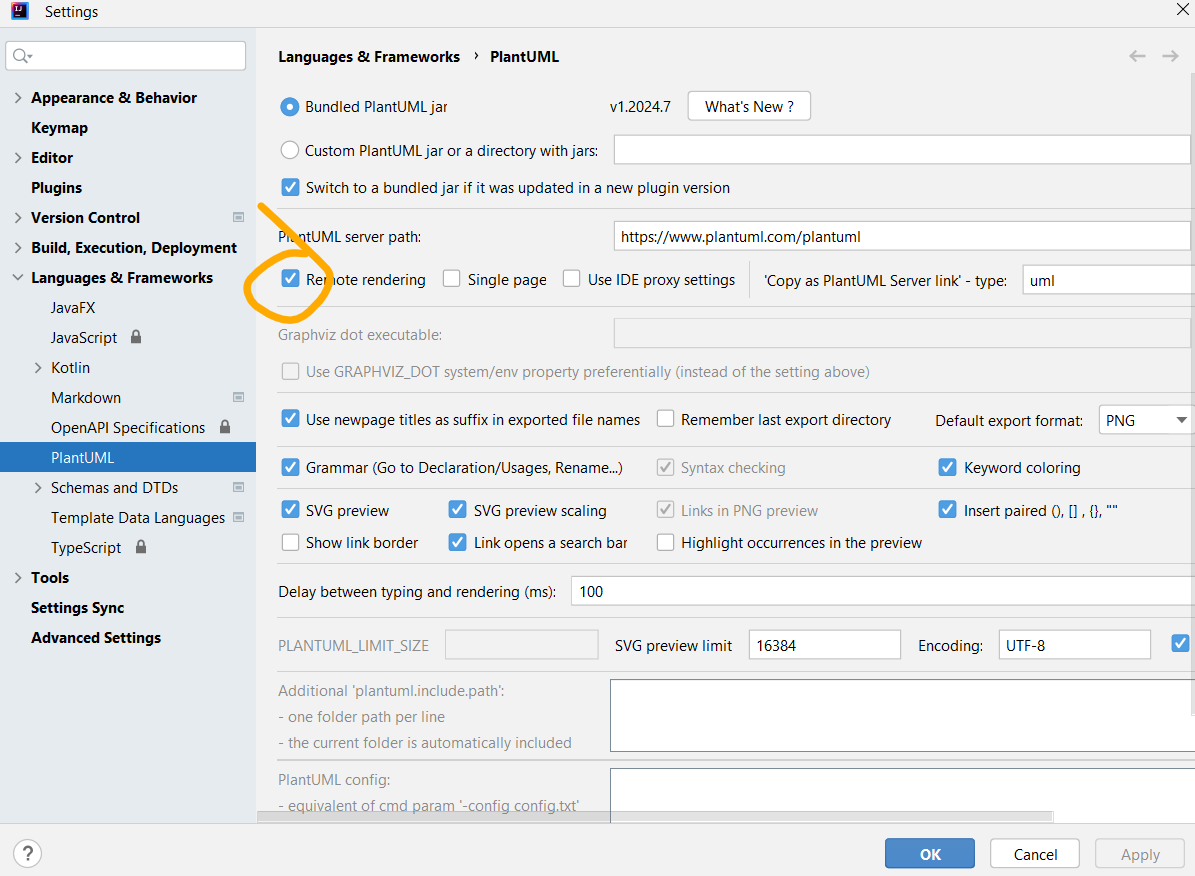 Settings
Languages & Frameworks › PlantUML
Appearance & Behavior
Keymap
Editor
Plugins
Version Control
Build, Execution, Deployment
Languages & Frameworks
JavaFX
JavaScript
Kotlin
Markdown
OpenAPI Specifications
PlantUML
Schemas and DTDs
Template Data Languages
TypeScript
Tools
Settings Sync
Advanced Settings
Bundled PlantUML jar v1.2024.7 What's New ?
Custom PlantUML jar or a directory with jars:
Switch to a bundled jar if it was updated in a new plugin version
PlantUML server path: https://www.plantuml.com/plantuml
Remote rendering Single page Use IDE proxy settings 'Copy as PlantUML Server link' - type: uml
Graphviz dot executable:
Use GRAPHVIZ_DOT system/env property preferentially (instead of the setting above)
Use newpage titles as suffix in exported file names Remember last export directory Default export format: PNG
Grammar (Go to Declaration/Usages, Rename...) Syntax checking Keyword coloring
SVG preview SVG preview scaling Links in PNG preview Insert paired (), [] , {}, ""
Show link border Link opens a search bar Highlight occurrences in the preview
Delay between typing and rendering (ms): 100
PLANTUML_LIMIT_SIZE SVG preview limit 16384 Encoding: UTF-8
Additional 'plantuml.include.path':
- one folder path per line
- the current folder is automatically included
PlantUML config:
- equivalent of cmd param '-config config.txt'
? OK Cancel Apply